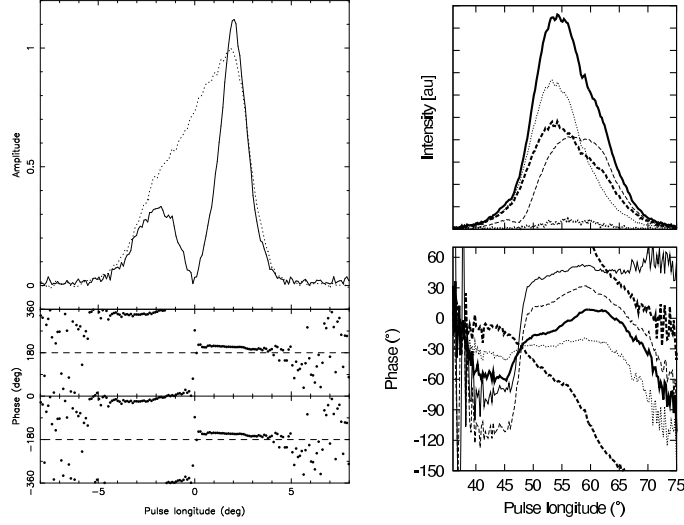 Amplitude
1
0.5
0
Phase (deg)
360
180
0
−180
360
−
−5
0
5
Pulse longitude (deg)
Intensity [au]
Phase (°)
60
30
0
-30
-60
-90
-120
-150
40 45 50 55 60 65 70 75
Pulse longitude (°)